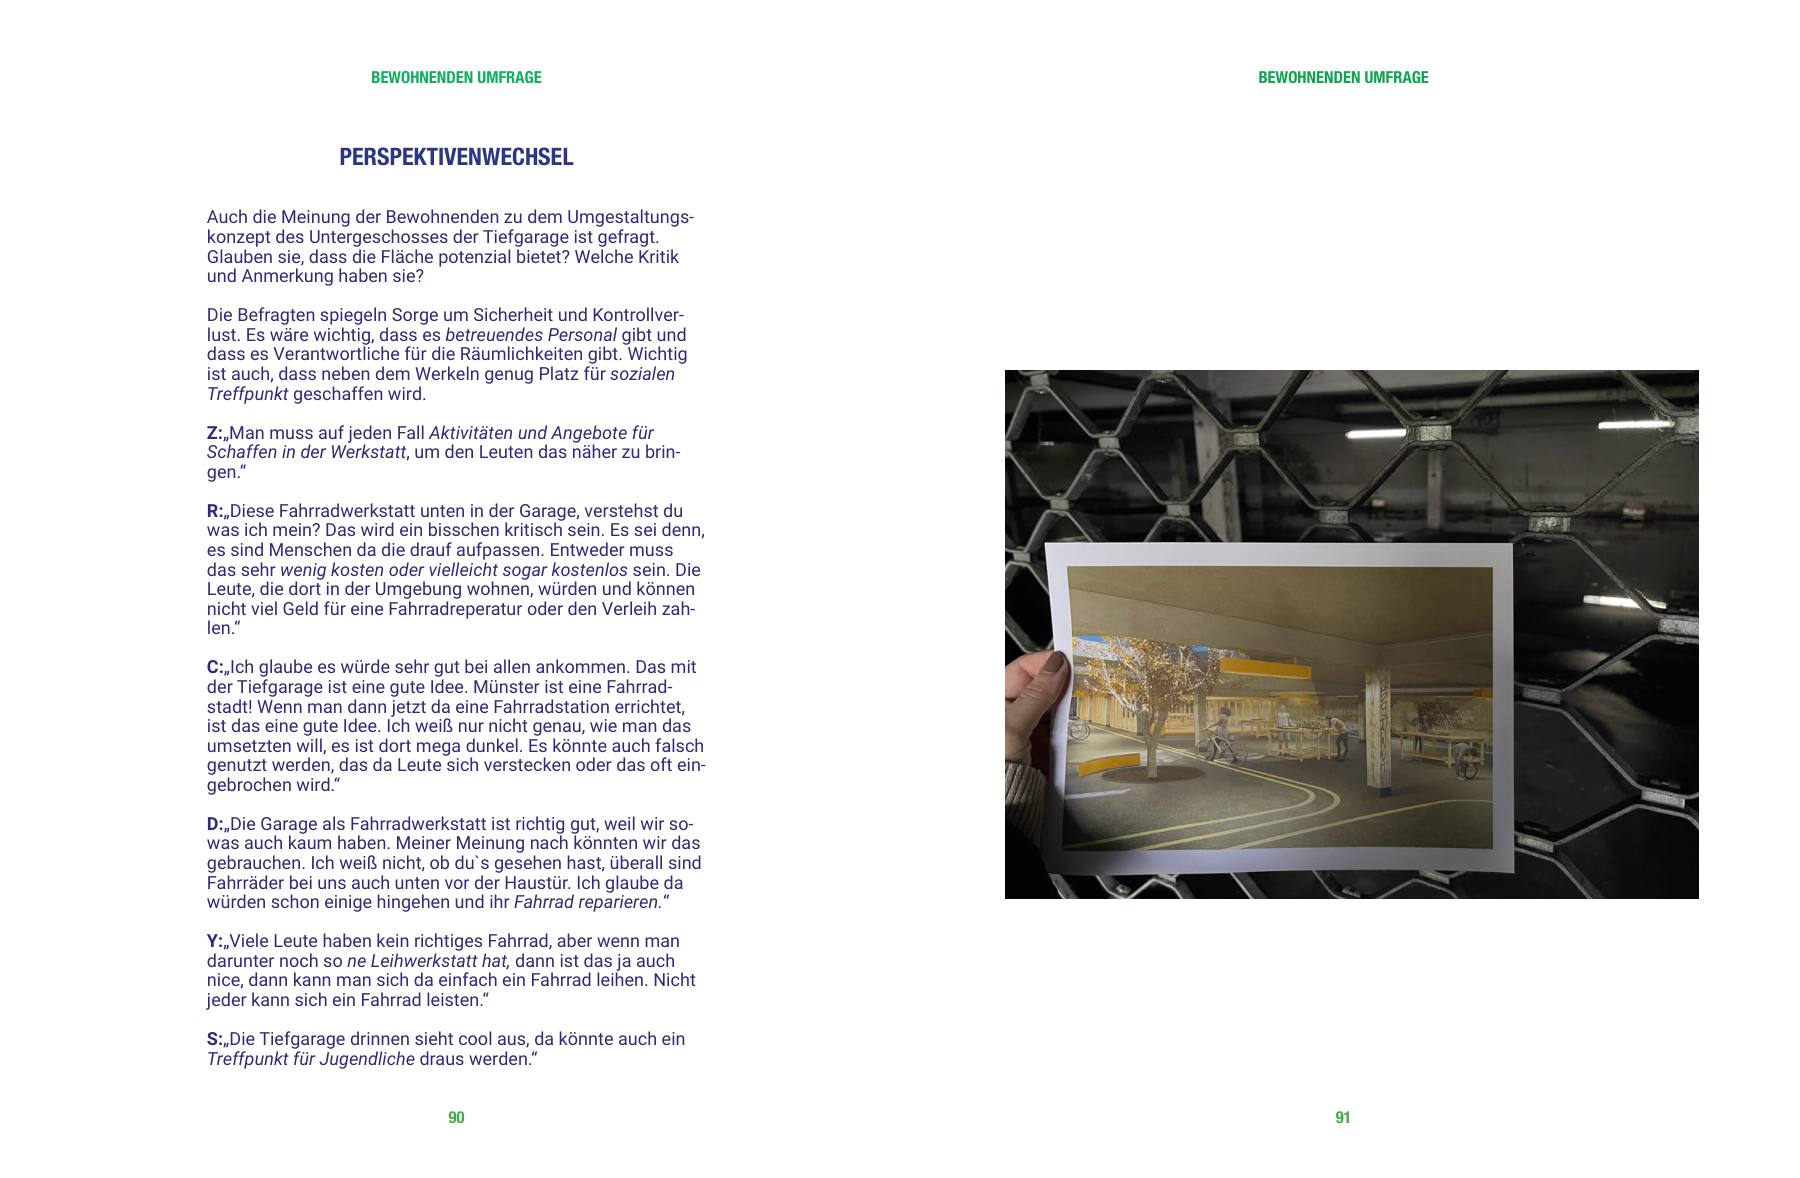 BEWOHNENDEN UMFRAGE
PERSPEKTIVENWECHSEL
Auch die Meinung der Bewohnenden zu dem Umgestaltungs-
konzept des Untergeschosses der Tiefgarage ist gefragt.
Glauben sie, dass die Fläche potenzial bietet? Welche Kritik
und Anmerkung haben sie?
Die Befragten spiegeln Sorge um Sicherheit und Kontrollver-
lust. Es wäre wichtig, dass es betreuendes Personal gibt und
dass es Verantwortliche für die Räumlichkeiten gibt. Wichtig
ist auch, dass neben dem Werkeln genug Platz für sozialen
Treffpunkt geschaffen wird.
Z:„Man muss auf jeden Fall Aktivitäten und Angebote für
Schaffen in der Werkstatt, um den Leuten das näher zu brin-
gen.“
R:„Diese Fahrradwerkstatt unten in der Garage, verstehst du
was ich mein? Das wird ein bisschen kritisch sein. Es sei denn,
es sind Menschen da die drauf aufpassen. Entweder muss
das sehr wenig kosten oder vielleicht sogar kostenlos sein. Die
Leute, die dort in der Umgebung wohnen, würden und können
nicht viel Geld für eine Fahrradreperatur oder den Verleih zah-
len.“
C:„Ich glaube es würde sehr gut bei allen ankommen. Das mit
der Tiefgarage ist eine gute Idee. Münster ist eine Fahrrad-
stadt! Wenn man dann jetzt da eine Fahrradstation errichtet,
ist das eine gute Idee. Ich weiß nur nicht genau, wie man das
umsetzten will, es ist dort mega dunkel. Es könnte auch falsch
genutzt werden, das da Leute sich verstecken oder das oft ein-
gebrochen wird.“
D:„Die Garage als Fahrradwerkstatt ist richtig gut, weil wir so-
was auch kaum haben. Meiner Meinung nach könnten wir das
gebrauchen. Ich weiß nicht, ob du`s gesehen hast, überall sind
Fahrräder bei uns auch unten vor der Haustür. Ich glaube da
würden schon einige hingehen und ihr Fahrrad reparieren.“
Y:„Viele Leute haben kein richtiges Fahrrad, aber wenn man
darunter noch so ne Leihwerkstatt hat, dann ist das ja auch
nice, dann kann man sich da einfach ein Fahrrad leihen. Nicht
jeder kann sich ein Fahrrad leisten.“
S:„Die Tiefgarage drinnen sieht cool aus, da könnte auch ein
Treffpunkt für Jugendliche draus werden.“
90
BEWOHNENDEN UMFRAGE
91